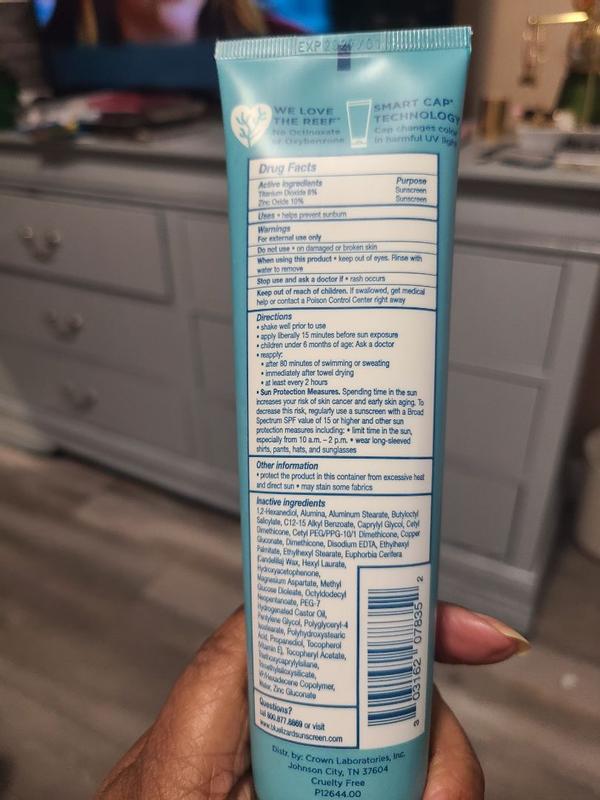 EXP
WE LOVE
THE REEF™
No Octinoxate
or Oxybenzone
SMART CAP®
TECHNOLOGY
Cap changes color
in harmful UV light
Drug Facts
Active ingredients Purpose
Titanium Dioxide 8% Sunscreen
Zinc Oxide 10% Sunscreen
Uses • helps prevent sunburn
Warnings
For external use only
Do not use • on damaged or broken skin
When using this product • keep out of eyes. Rinse with
water to remove
Stop use and ask a doctor if • rash occurs
Keep out of reach of children. If swallowed, get medical
help or contact a Poison Control Center right away
Directions
• shake well prior to use
• apply liberally 15 minutes before sun exposure
• children under 6 months of age: Ask a doctor
• reapply:
• after 80 minutes of swimming or sweating
• immediately after towel drying
• at least every 2 hours
• Sun Protection Measures. Spending time in the sun
increases your risk of skin cancer and early skin aging. To
decrease this risk, regularly use a sunscreen with a Broad
Spectrum SPF value of 15 or higher and other sun
protection measures including: • limit time in the sun,
especially from 10 a.m. – 2 p.m. • wear long-sleeved
shirts, pants, hats, and sunglasses
Other information
• protect the product in this container from excessive heat
and direct sun • may stain some fabrics
Inactive ingredients
1,2-Hexanediol, Alumina, Aluminum Stearate, Butyloctyl
Salicylate, C12-15 Alkyl Benzoate, Caprylyl Glycol, Cetyl
Dimethicone, Cetyl PEG/PPG-10/1 Dimethicone, Copper
Gluconate, Dimethicone, Disodium EDTA, Ethylhexyl
Palmitate, Ethylhexyl Stearate, Euphorbia Cerifera
(Candelilla) Wax, Hexyl Laurate,
Hydroxyacetophenone,
Magnesium Aspartate, Methyl
Glucose Dioleate, Octyldodecyl
Neopentanoate, PEG-7
Hydrogenated Castor Oil,
Pentylene Glycol, Polyglyceryl-4
Isostearate, Polyhydroxystearic
Acid, Propanediol, Tocopherol
(Vitamin E), Tocopheryl Acetate,
Triethoxycaprylylsilane,
Trimethylsiloxysilicate,
VP/Hexadecene Copolymer,
Water, Zinc Gluconate
3 03162 07835 2
Questions?
call 800.877.8869 or visit
www.bluelizardsunscreen.com
Distr. by: Crown Laboratories, Inc.
Johnson City, TN 37604
Cruelty Free
P12644.00